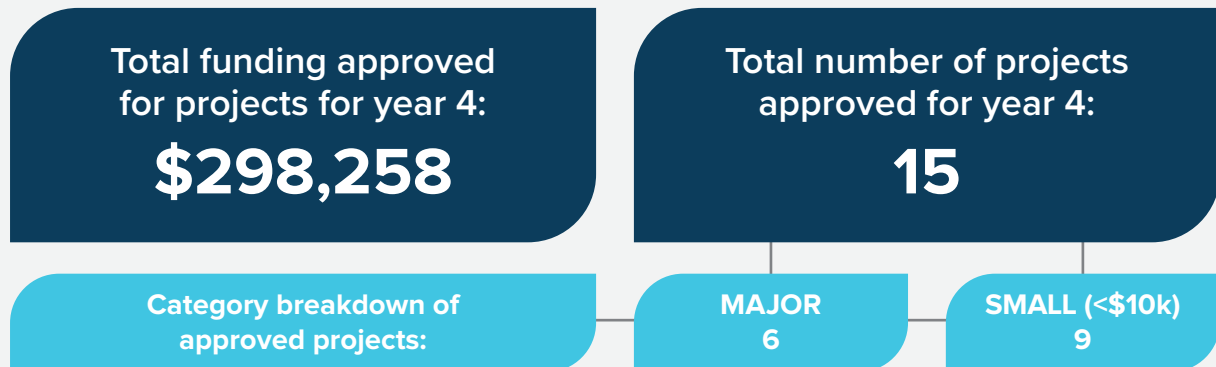 Total funding approved
for projects for year 4:
$298,258
Total number of projects
approved for year 4:
15
Category breakdown of
approved projects:
MAJOR
6
SMALL (<$10k)
9